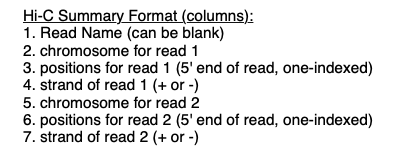 Hi-C Summary Format (columns):
1. Read Name (can be blank)
2. chromosome for read 1
3. positions for read 1 (5' end of read, one-indexed)
4. strand of read 1 (+ or -)
5. chromosome for read 2
6. positions for read 2 (5' end of read, one-indexed)
7. strand of read 2 (+ or -)